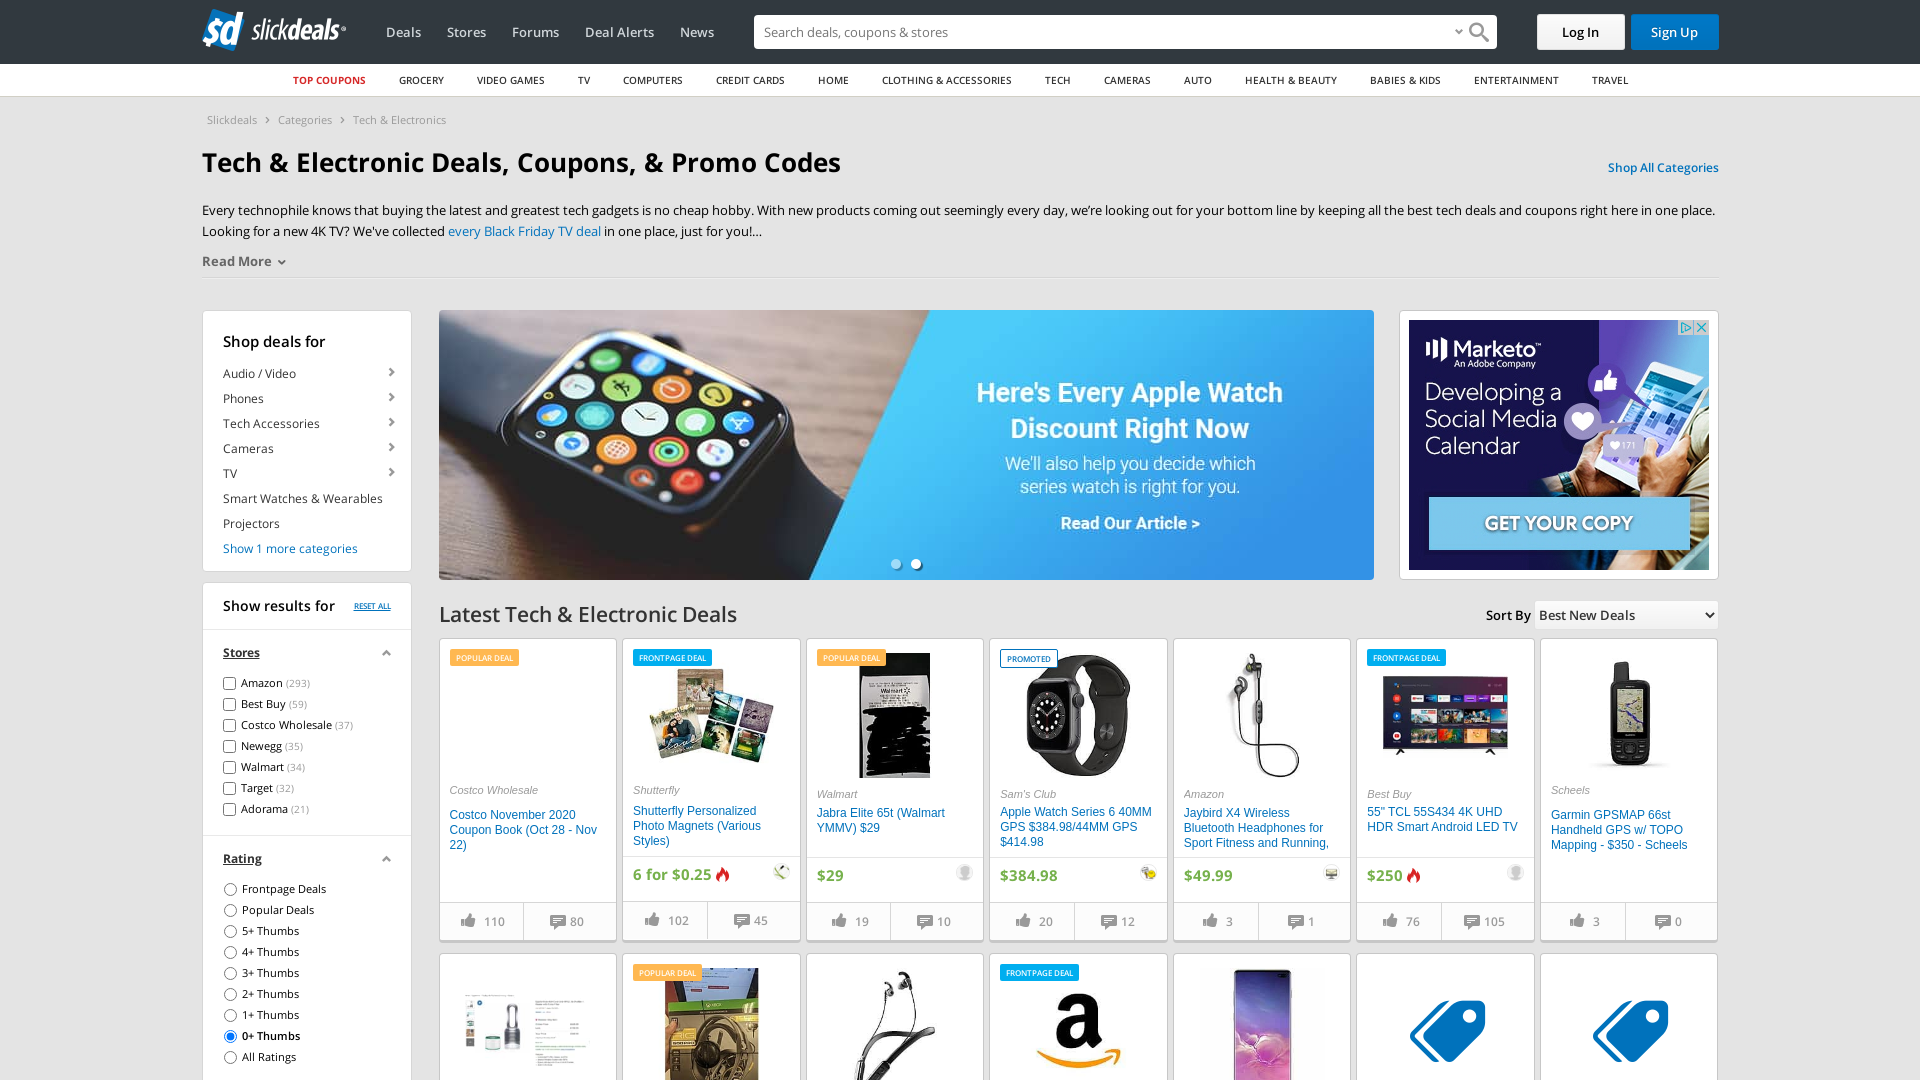 slickdeals
Deals
Stores
Forums
Deal Alerts
News
Search deals, coupons & stores
Log In
Sign Up
TOP COUPONS
GROCERY
VIDEO GAMES
TV
COMPUTERS
CREDIT CARDS
HOME
CLOTHING & ACCESSORIES
TECH
CAMERAS
AUTO
HEALTH & BEAUTY
BABIES & KIDS
ENTERTAINMENT
TRAVEL
Slickdeals > Categories > Tech & Electronics
Tech & Electronic Deals, Coupons, & Promo Codes
Shop All Categories
Every technophile knows that buying the latest and greatest tech gadgets is no cheap hobby. With new products coming out seemingly every day, we’re looking out for your bottom line by keeping all the best tech deals and coupons right here in one place.
Looking for a new 4K TV? We've collected every Black Friday TV deal in one place, just for you!...
Read More
Shop deals for
Audio / Video
Phones
Tech Accessories
Cameras
TV
Smart Watches & Wearables
Projectors
Show 1 more categories
Here's Every Apple Watch
Discount Right Now
We'll also help you decide which
series watch is right for you.
Read Our Article >
Marketo™
An Adobe Company
Developing a
Social Media
Calendar
171
GET YOUR COPY
Show results for
RESET ALL
Stores
Amazon (293)
Best Buy (59)
Costco Wholesale (37)
Newegg (35)
Walmart (34)
Target (32)
Adorama (21)
Rating
Frontpage Deals
Popular Deals
5+ Thumbs
4+ Thumbs
3+ Thumbs
2+ Thumbs
1+ Thumbs
0+ Thumbs
All Ratings
Latest Tech & Electronic Deals
Sort By
Best New Deals
POPULAR DEAL
Costco Wholesale
Costco November 2020
Coupon Book (Oct 28 - Nov
22)
110
80
FRONTPAGE DEAL
Shutterfly
Shutterfly Personalized
Photo Magnets (Various
Styles)
6 for $0.25
102
45
POPULAR DEAL
Walmart
Walmart
Jabra Elite 65t (Walmart
YMMV) $29
$29
19
10
PROMOTED
Sam's Club
Apple Watch Series 6 40MM
GPS $384.98/44MM GPS
$414.98
$384.98
20
12
Amazon
Jaybird X4 Wireless
Bluetooth Headphones for
Sport Fitness and Running,
$49.99
3
1
FRONTPAGE DEAL
Best Buy
55" TCL 55S434 4K UHD
HDR Smart Android LED TV
$250
76
105
Scheels
Garmin GPSMAP 66st
Handheld GPS w/ TOPO
Mapping - $350 - Scheels
3
0
POPULAR DEAL
FRONTPAGE DEAL
a